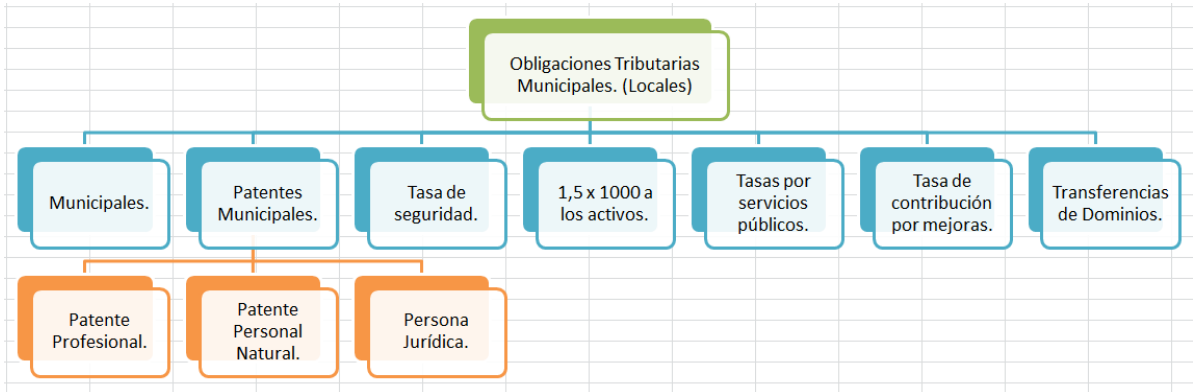 Obligaciones Tributarias
Municipales. (Locales)
Municipales.
Patentes
Municipales.
Tasa de
seguridad.
1,5 x 1000 a
los activos.
Tasas por
servicios
públicos.
Tasa de
contribución
por mejoras.
Transferencias
de Dominios.
Patente
Profesional.
Patente
Personal
Natural.
Persona
Jurídica.